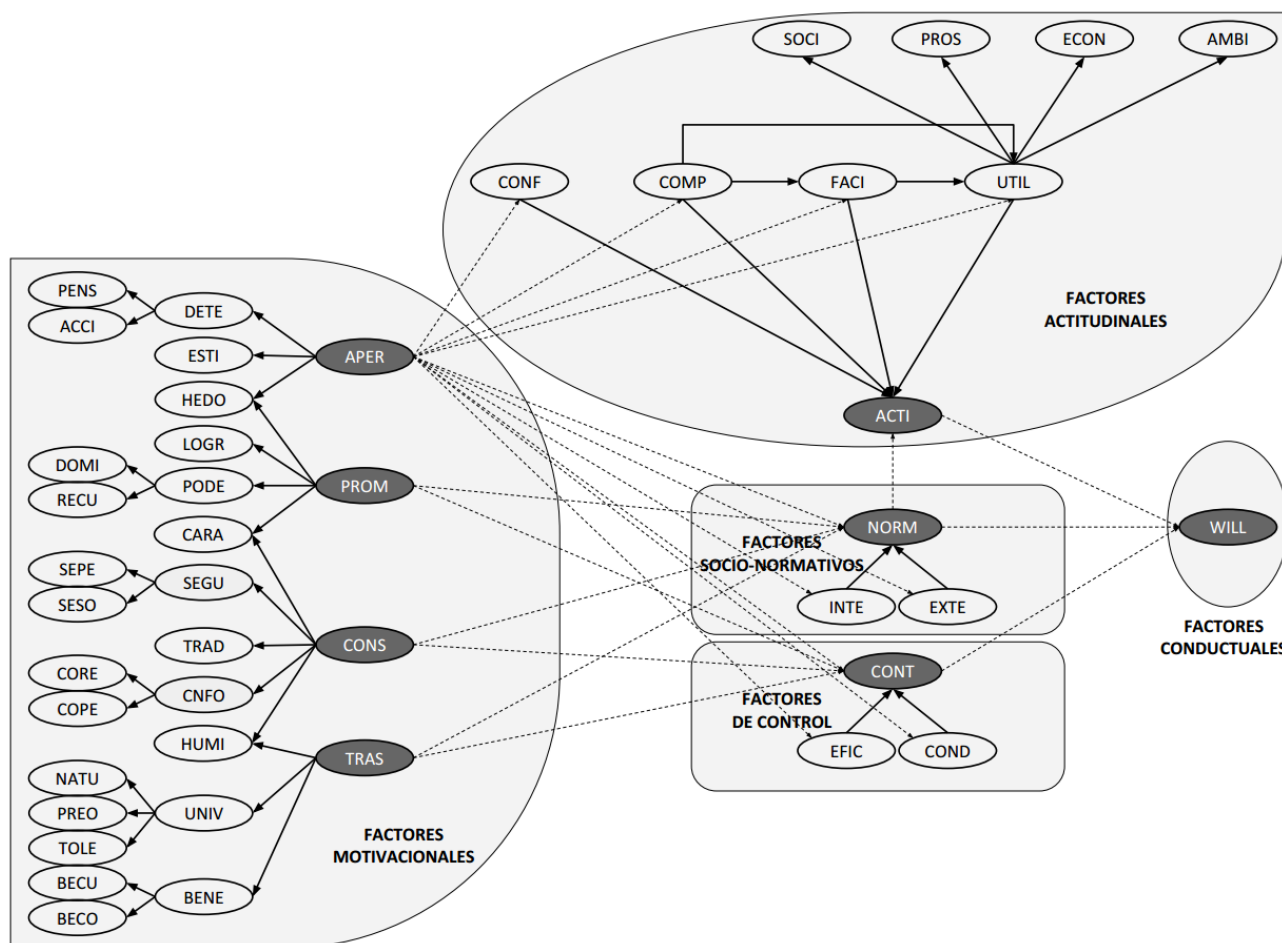 SOCI
PROS
ECON
AMBI
CONF
COMP
FACI
UTIL
FACTORES
ACTITUDINALES
ACTI
PENS
ACCI
DETE
ESTI
HEDO
APER
LOGR
DOMI
RECU
PODE
PROM
CARA
SEPE
SESO
SEGU
TRAD
CONS
CORE
COPE
CNFO
HUMI
TRAS
NATU
PREO
TOLE
UNIV
BECU
BECO
BENE
FACTORES
MOTIVACIONALES
NORM
FACTORES
SOCIO-NORMATIVOS
INTE
EXTE
CONT
FACTORES
DE CONTROL
EFIC
COND
WILL
FACTORES
CONDUCTUALES